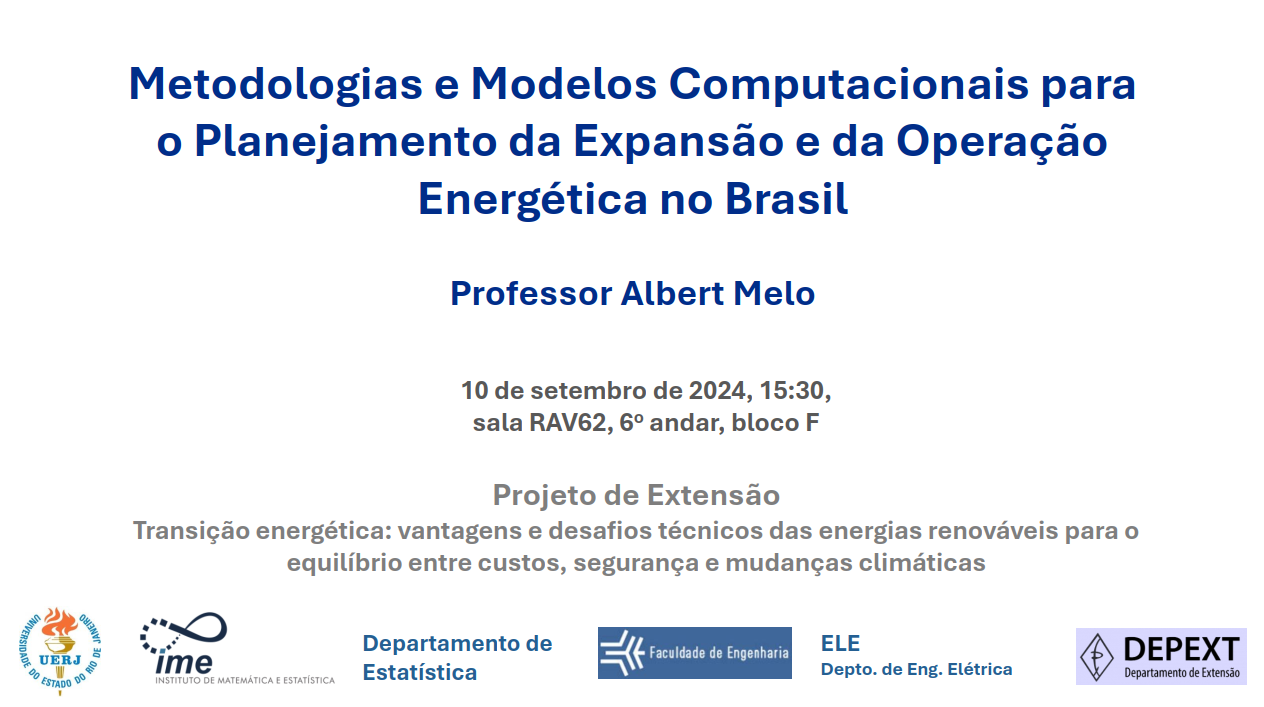 Metodologias e Modelos Computacionais para
o Planejamento da Expansão e da Operação
Energética no Brasil
Professor Albert Melo
10 de setembro de 2024, 15:30,
sala RAV62, 6º andar, bloco F
Projeto de Extensão
Transição energética: vantagens e desafios técnicos das energias renováveis para o
equilíbrio entre custos, segurança e mudanças climáticas
UNIVERSIDADE DO ESTADO DO RIO DE JANEIRO
UERJ
ime
INSTITUTO DE MATEMÁTICA E ESTATÍSTICA
Departamento de
Estatística
Faculdade de Engenharia
ELE
Depto. de Eng. Elétrica
DEPEXT
Departamento de Extensão